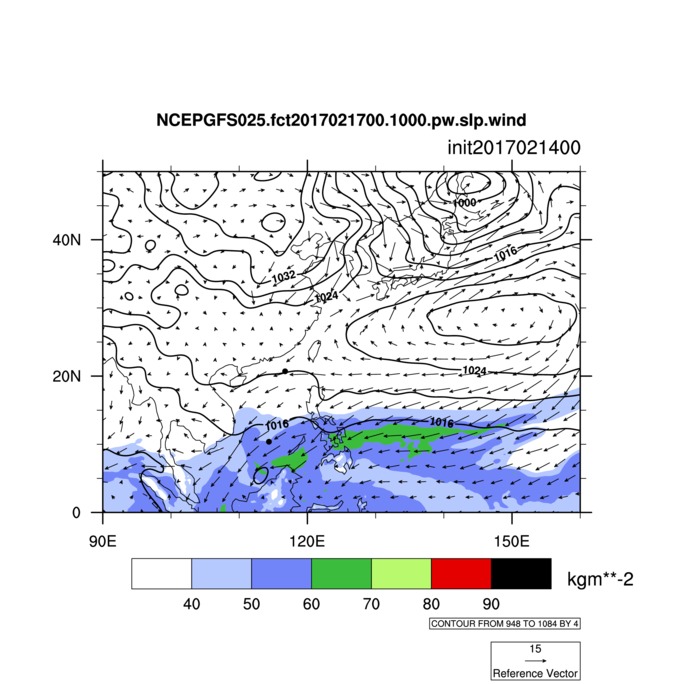 NCEPGFS025.fct2017021700.1000.pw.slp.wind
init2017021400
1000
40N
1016
1032
1024
20N
1024
1016
1016
0
90E 120E 150E
40 50 60 70 80 90
kgm**-2
CONTOUR FROM 948 TO 1084 BY 4
15
Reference Vector